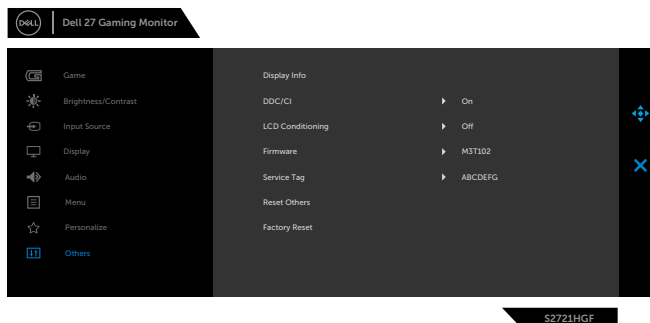 DELL Dell 27 Gaming Monitor
Game
Display Info
Brightness/Contrast
DDC/CI On
Input Source
LCD Conditioning Off
Display
Firmware M3T102
Audio
Service Tag ABCDEFG
Menu
Reset Others
Personalize
Factory Reset
Others
S2721HGF